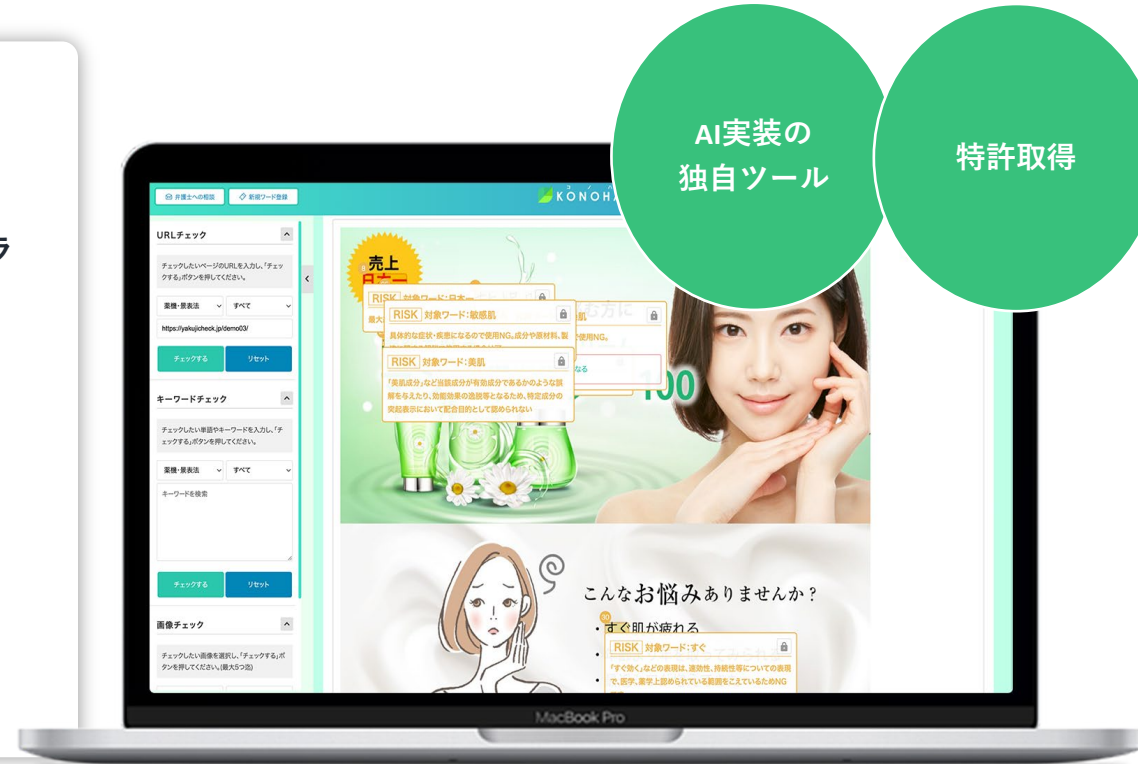 ラ
AI実装の
独自ツール
特許取得
弁護士への相談
新規ワード登録
コノハ
KONOHA
URLチェック
チェックしたいページのURLを入力し、「チェッ
クする」ボタンを押してください。
薬機・景表法
すべて
https://yakujicheck.jp/demo03/
チェックする
リセット
キーワードチェック
チェックしたい単語やキーワードを入力し、「チ
ェックする」ボタンを押してください。
薬機・景表法
すべて
キーワードを検索
チェックする
リセット
画像チェック
チェックしたい画像を選択し、「チェックする」ボ
タンを押してください。(最大5つ迄)
売上
日本一
RISK 対象ワード:日本一
RISK 対象ワード:敏感肌
具体的な症状・疾患になるので使用NG。成分や原材料、製
使用NG。
なる
RISK 対象ワード:美肌
「美肌成分」など当該成分が有効成分であるかのような誤
解を与えたり、効能効果の逸脱等となるため、特定成分の
突起表示において配合目的として認められない
100
こんなお悩みありませんか?
・すぐ肌が疲れる
RISK 対象ワード:すぐ
「すぐ効く」などの表現は、速効性、持続性等についての表現
で、医学、薬学上認められている範囲をこえているためNG
MacBook Pro